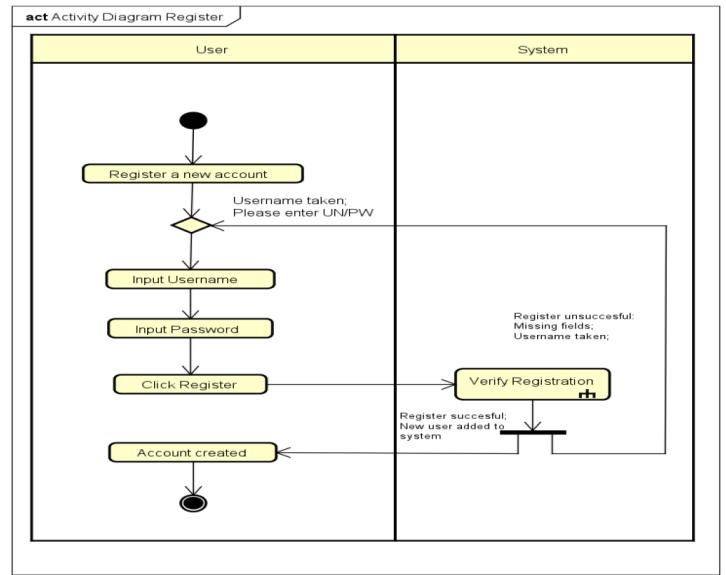 act Activity Diagram Register
User
System
Register a new account
Username taken;
Please enter UN/PW
Input Username
Input Password
Register unsuccesful:
Missing fields;
Username taken;
Click Register
Verify Registration
Register succesful;
New user added to
system
Account created